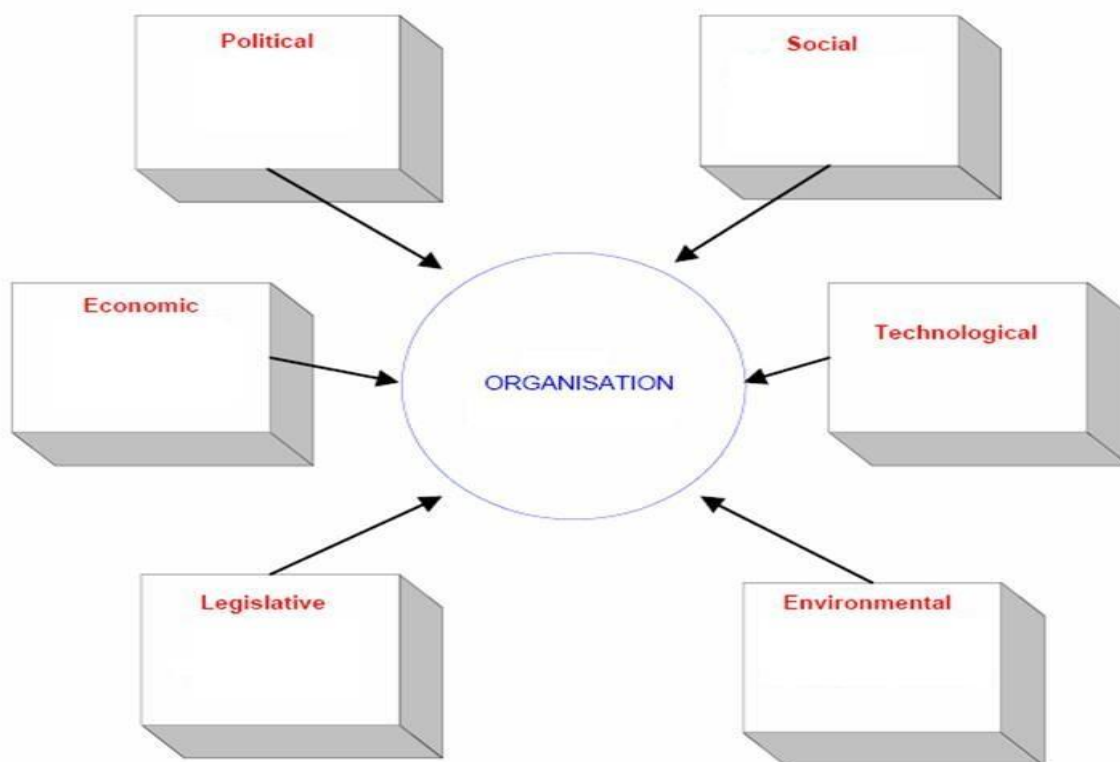 Political
Social
Economic
Technological
ORGANISATION
Legislative
Environmental